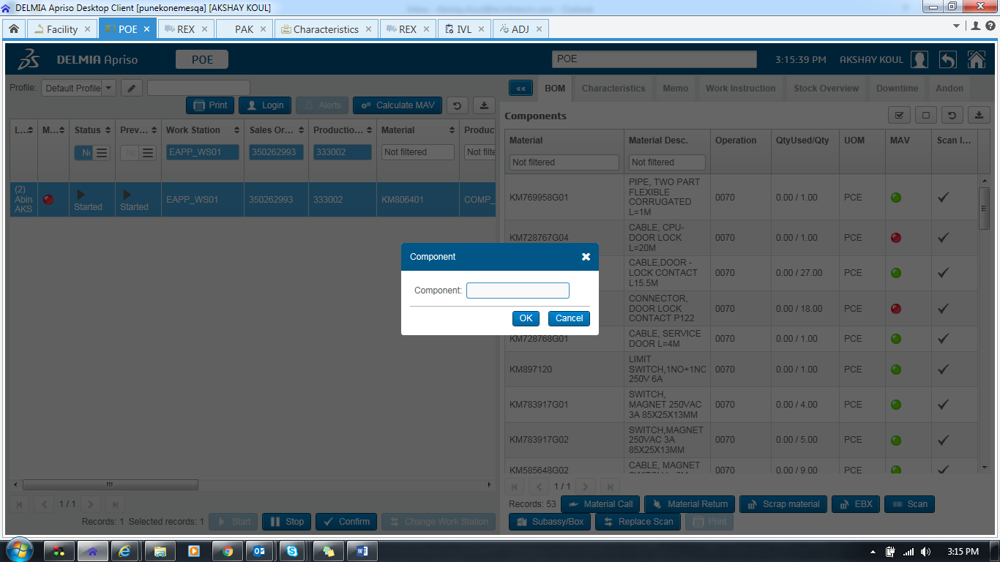 DELMIA Apriso Desktop Client [punekonemesqa] [AKSHAY KOUL]
Facility POE REX PAK Characteristics REX IVL ADJ
DELMIA Apriso POE POE 3:15:39 PM AKSHAY KOUL
Profile: Default Profile
Print Login Alerts Calculate MAV
L... M... Status Prev... Work Station Sales Or... Productio... Material Produc
EAPP_WS01 350262993 333002 Not filtered Not filte
(2)
Abin
AKS
Started Started EAPP_WS01 350262993 333002 KM806401 COMP_
1 / 1
Records: 1 Selected records: 1 Start Stop Confirm Change Work Station
«« BOM Characteristics Memo Work Instruction Stock Overview Downtime Andon
Components
Material Material Desc. Operation QtyUsed/Qty UOM MAV Scan I...
Not filtered Not filtered
KM769958G01 PIPE, TWO PART
FLEXIBLE
CORRUGATED
L=1M 0070 0.00 / 1.00 PCE
KM728767G04 CABLE, CPU-
DOOR LOCK
L=20M 0070 0.00 / 1.00 PCE
CABLE,DOOR -
LOCK CONTACT
L15.5M 0070 0.00 / 27.00 PCE
CONNECTOR,
DOOR LOCK
CONTACT P122 0070 0.00 / 18.00 PCE
KM728768G01 CABLE, SERVICE
DOOR L=4M 0070 0.00 / 1.00 PCE
KM897120 LIMIT
SWITCH,1NO+1NC
250V 6A 0070 0.00 / 1.00 PCE
KM783917G01 SWITCH,
MAGNET 250VAC
3A 85X25X13MM 0070 0.00 / 4.00 PCE
KM783917G02 SWITCH,MAGNET
250VAC 3A
85X25X13MM 0070 0.00 / 5.00 PCE
KM585648G02 CABLE, MAGNET 0070 0.00 / 9.00 PCE
1 / 1
Records: 53 Material Call Material Return Scrap material EBX Scan
Subassy/Box Replace Scan Print
Component
Component:
OK Cancel
3:15 PM